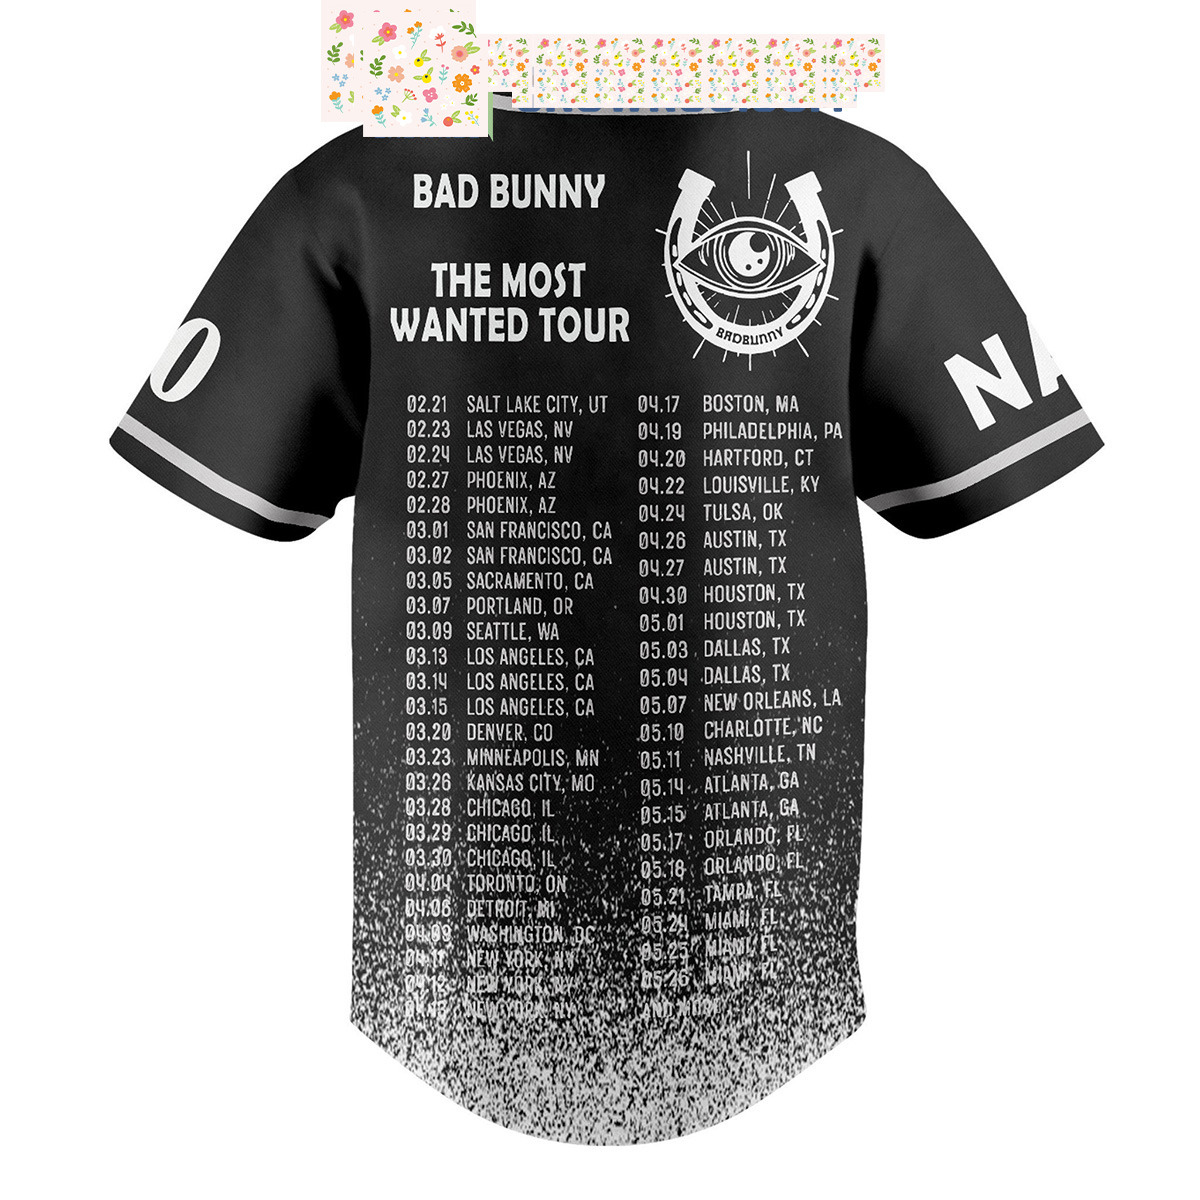 BAD BUNNY
THE MOST
WANTED TOUR
BADBUNNY
O
NA
02.21 SALT LAKE CITY, UT
02.23 LAS VEGAS, NV
02.24 LAS VEGAS, NV
02.27 PHOENIX, AZ
02.28 PHOENIX, AZ
03.01 SAN FRANCISCO, CA
03.02 SAN FRANCISCO, CA
03.05 SACRAMENTO, CA
03.07 PORTLAND, OR
03.09 SEATTLE, WA
03.13 LOS ANGELES, CA
03.14 LOS ANGELES, CA
03.15 LOS ANGELES, CA
03.20 DENVER, CO
03.23 MINNEAPOLIS, MN
03.26 KANSAS CITY, MO
03.28 CHICAGO, IL
03.29 CHICAGO, IL
03.30 CHICAGO, IL
04.04 TORONTO, ON
04.06 DETROIT, MI
04.09 WASHINGTON, DC
04.11 NEW YORK, NY
04.12 NEW YORK, NY
NEW YORK, NY
04.17 BOSTON, MA
04.19 PHILADELPHIA, PA
04.20 HARTFORD, CT
04.22 LOUISVILLE, KY
04.24 TULSA, OK
04.26 AUSTIN, TX
04.27 AUSTIN, TX
04.30 HOUSTON, TX
05.01 HOUSTON, TX
05.03 DALLAS, TX
05.04 DALLAS, TX
05.07 NEW ORLEANS, LA
05.10 CHARLOTTE, NC
05.11 NASHVILLE, TN
05.14 ATLANTA, GA
05.15 ATLANTA, GA
05.17 ORLANDO, FL
05.18 ORLANDO, FL
05.21 TAMPA, FL
05.24 MIAMI, FL
05.25 MIAMI, FL
05.26 MIAMI, FL
AND